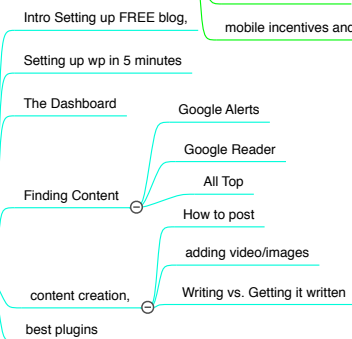 Intro Setting up FREE blog,
mobile incentives and
Setting up wp in 5 minutes
The Dashboard
Google Alerts
Google Reader
All Top
Finding Content
How to post
adding video/images
Writing vs. Getting it written
content creation,
best plugins